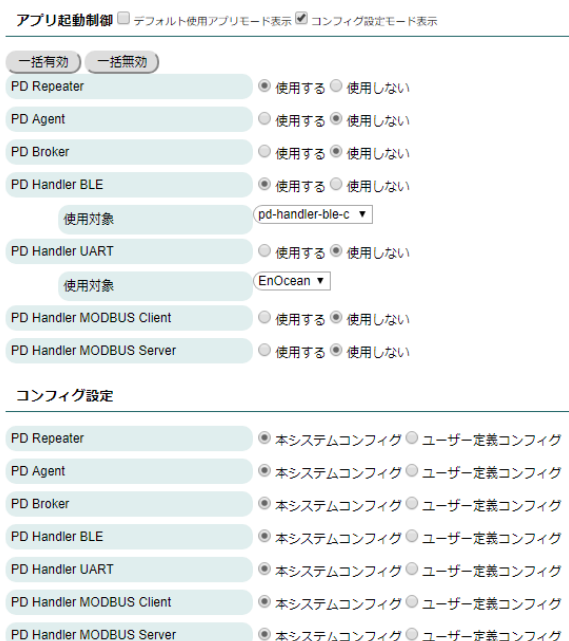 アプリ起動制御 デフォルト使用アプリモード表示 コンフィグ設定モード表示
一括有効 一括無効
PD Repeater 使用する 使用しない
PD Agent 使用する 使用しない
PD Broker 使用する 使用しない
PD Handler BLE 使用する 使用しない
使用対象 pd-handler-ble-c
PD Handler UART 使用する 使用しない
使用対象 EnOcean
PD Handler MODBUS Client 使用する 使用しない
PD Handler MODBUS Server 使用する 使用しない
コンフィグ設定
PD Repeater 本システムコンフィグ ユーザー定義コンフィグ
PD Agent 本システムコンフィグ ユーザー定義コンフィグ
PD Broker 本システムコンフィグ ユーザー定義コンフィグ
PD Handler BLE 本システムコンフィグ ユーザー定義コンフィグ
PD Handler UART 本システムコンフィグ ユーザー定義コンフィグ
PD Handler MODBUS Client 本システムコンフィグ ユーザー定義コンフィグ
PD Handler MODBUS Server 本システムコンフィグ ユーザー定義コンフィグ